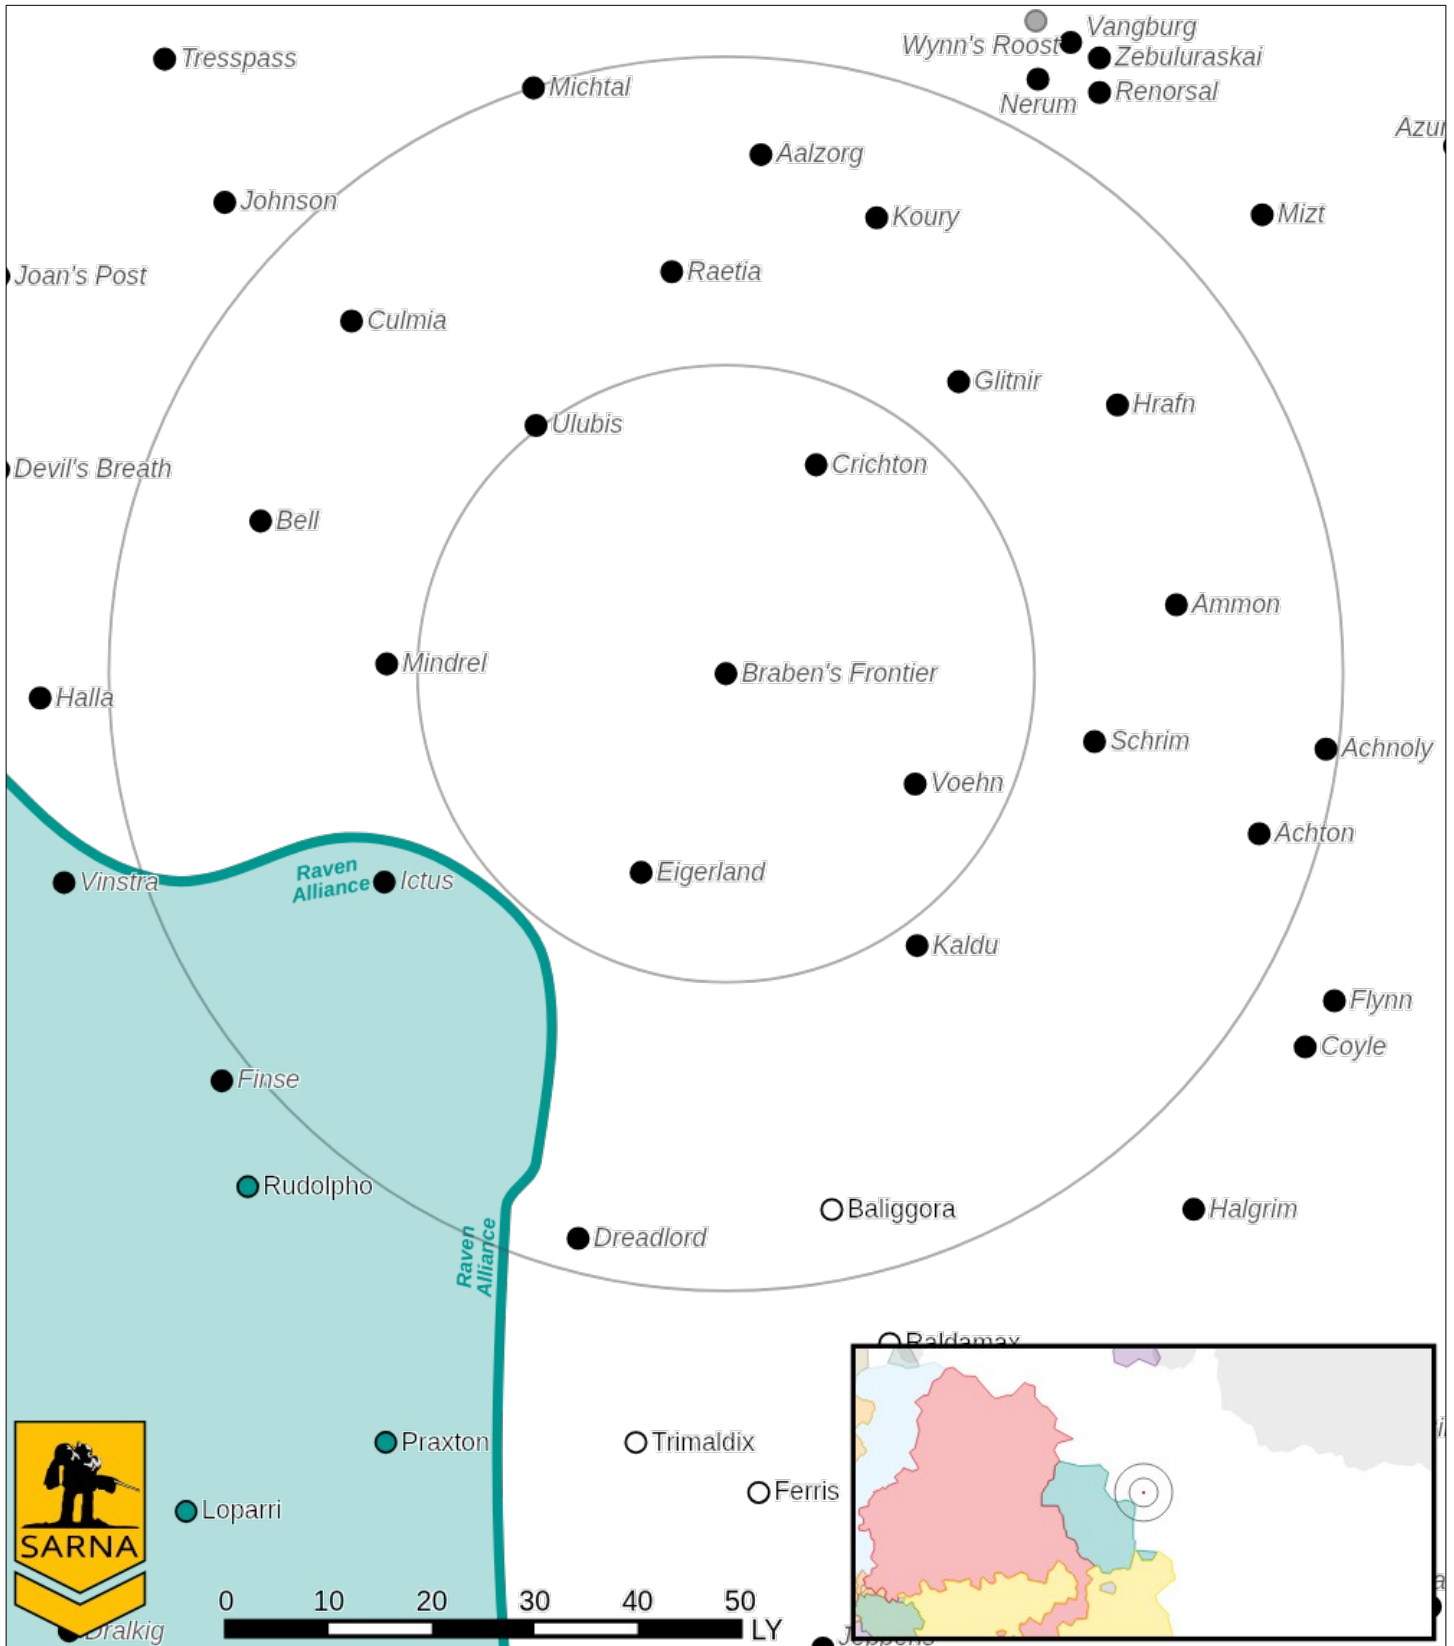 Vangburg
Wynn's Roost
Tresspass
Zebuluraskai
Michtal
Renorsal
Nerum
Aalzorg
Johnson
Koury
Mizt
Raetia
Joan's Post
Culmia
Glitnir
Hrafn
Ulubis
Crichton
Devil's Breath
Bell
Ammon
Mindrel
Braben's Frontier
Halla
Schrim
Achnoly
Voehn
Achton
Raven
Alliance
Eigerland
Vinstra
Ictus
Kaldu
Flynn
Coyle
Finse
Rudolpho
Baliggora
Halgrim
Dreadlord
Raven
Alliance
Baldamax
Praxton
Trimaldix
Ferris
Loparri
SARNA
0 10 20 30 40 50
LY
Dralkig